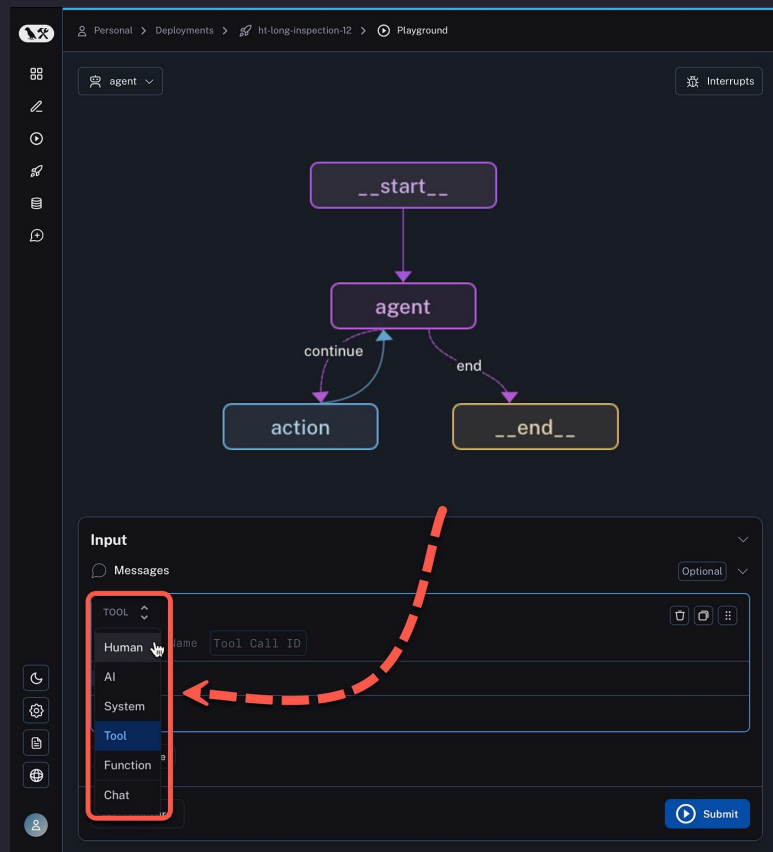 Personal > Deployments > ht-long-inspection-12 > Playground
agent
Interrupts
__start__
agent
continue
end
action
__end__
Input
Messages
Optional
TOOL
Human
Tool Call ID
AI
System
Tool
Function
Chat
Submit